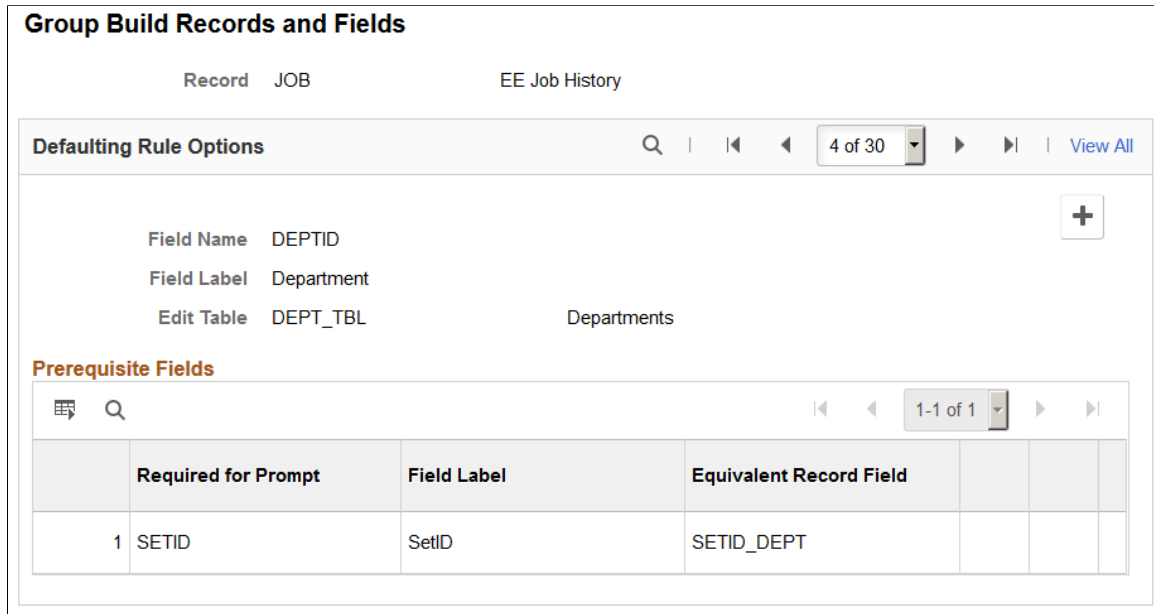 Group Build Records and Fields
Record JOB EE Job History
Defaulting Rule Options 4 of 30 View All
Field Name DEPTID
Field Label Department
Edit Table DEPT_TBL Departments
Prerequisite Fields
1-1 of 1
Required for Prompt Field Label Equivalent Record Field
1 SETID SetID SETID_DEPT